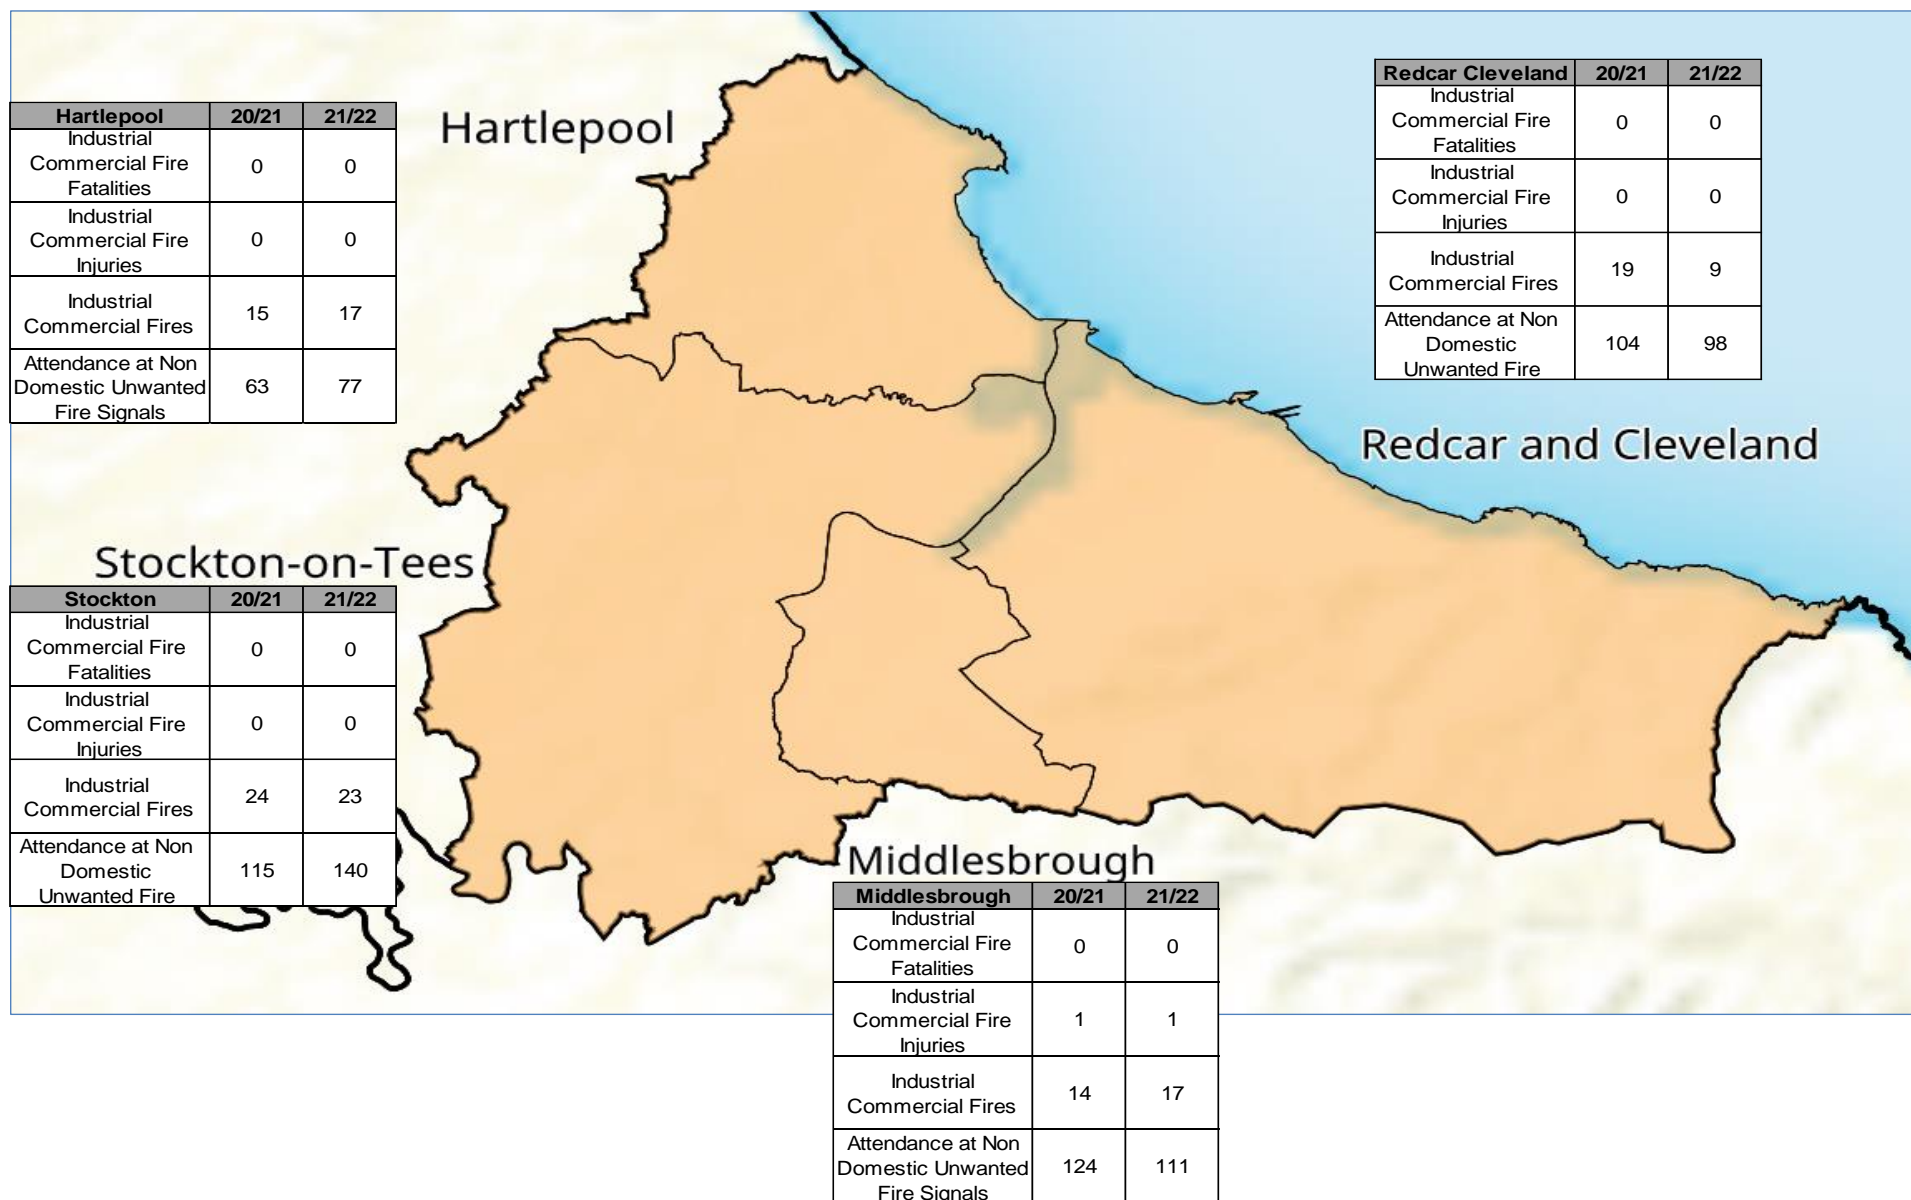 Hartlepool
Hartlepool 20/21 21/22
Industrial
Commercial Fire
Fatalities
0 0
Industrial
Commercial Fire
Injuries
0 0
Industrial
Commercial Fires
15 17
Attendance at Non
Domestic Unwanted
Fire Signals
63 77
Redcar Cleveland 20/21 21/22
Industrial
Commercial Fire
Fatalities
0 0
Industrial
Commercial Fire
Injuries
0 0
Industrial
Commercial Fires
19 9
Attendance at Non
Domestic
Unwanted Fire
104 98
Redcar and Cleveland
Stockton-on-Tees
Stockton 20/21 21/22
Industrial
Commercial Fire
Fatalities
0 0
Industrial
Commercial Fire
Injuries
0 0
Industrial
Commercial Fires
24 23
Attendance at Non
Domestic
Unwanted Fire
115 140
Middlesbrough
Middlesbrough 20/21 21/22
Industrial
Commercial Fire
Fatalities
0 0
Industrial
Commercial Fire
Injuries
1 1
Industrial
Commercial Fires
14 17
Attendance at Non
Domestic Unwanted
Fire Signals
124 111